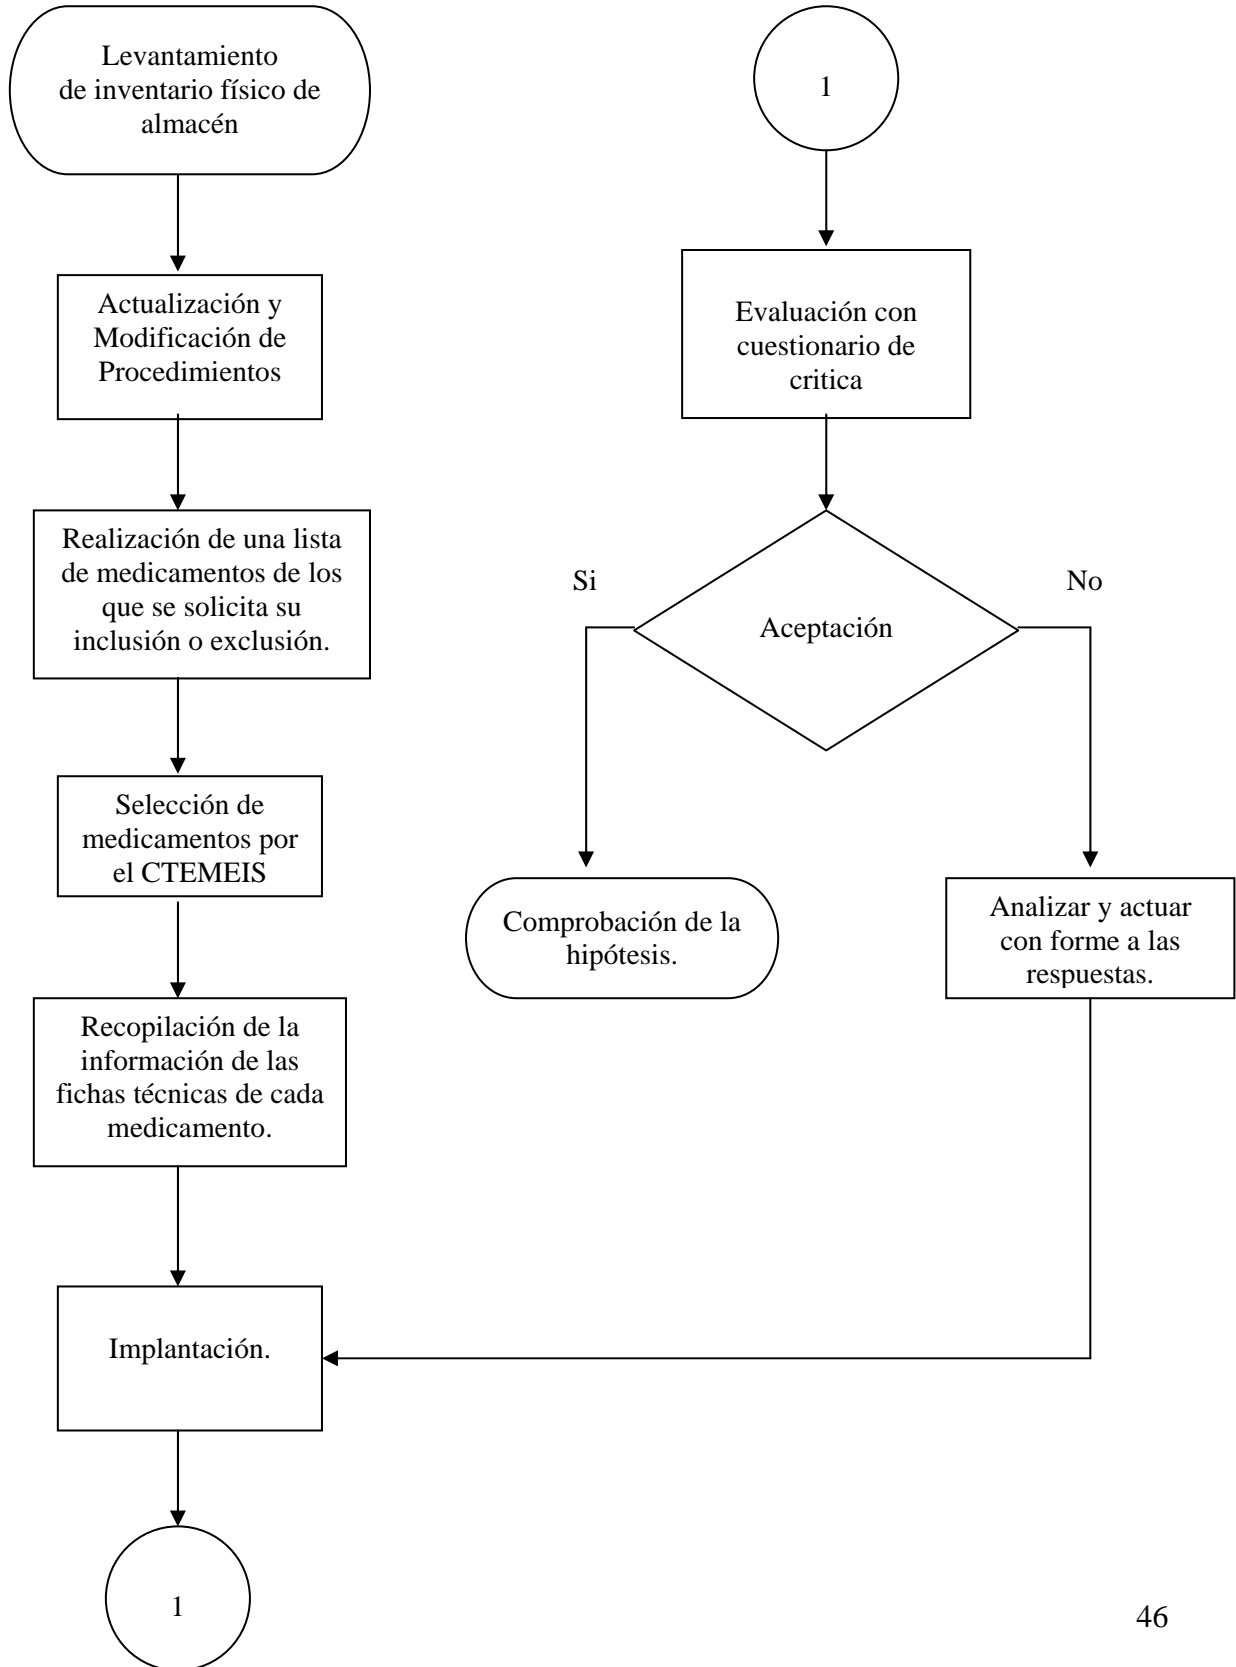 Levantamiento
de inventario físico de
almacén
Actualización y
Modificación de
Procedimientos
Realización de una lista
de medicamentos de los
que se solicita su
inclusión o exclusión.
Selección de
medicamentos por
el CTEMEIS
Recopilación de la
información de las
fichas técnicas de cada
medicamento.
Implantación.
1
1
Evaluación con
cuestionario de
critica
Si
No
Aceptación
Comprobación de la
hipótesis.
Analizar y actuar
con forme a las
respuestas.
46